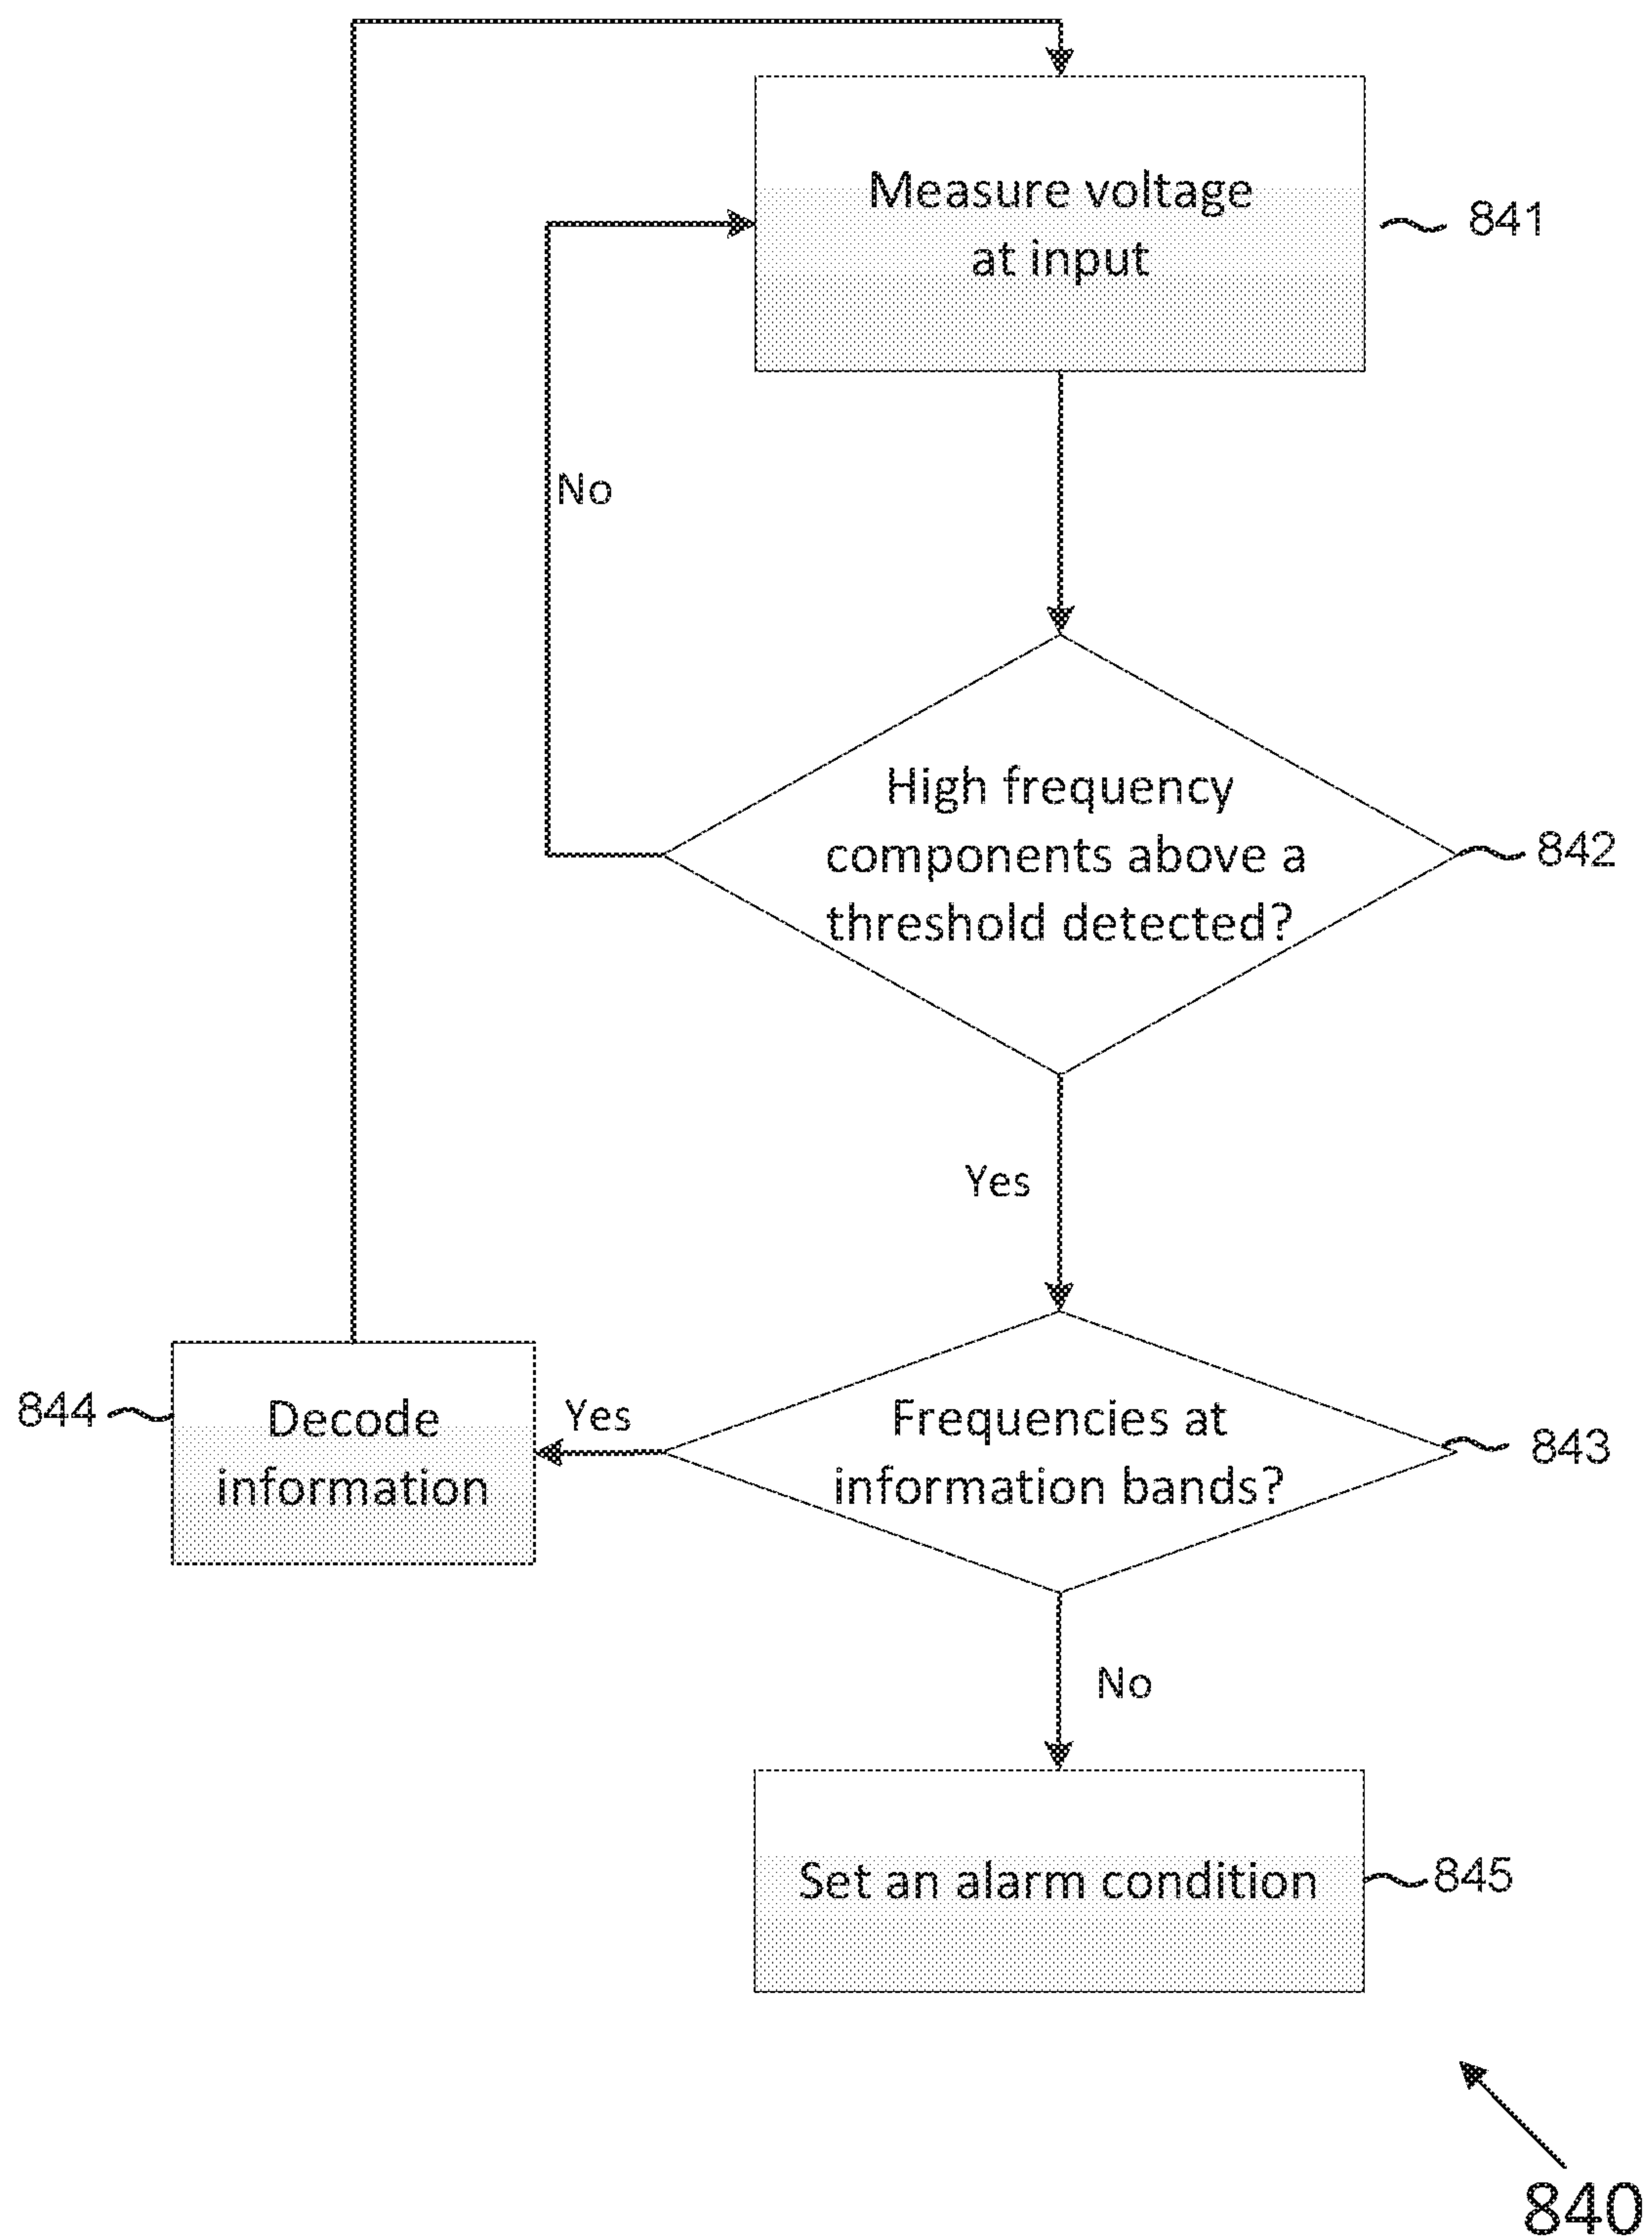 Measure voltage
at input
841
No
High frequency
components above a
threshold detected?
842
Yes
844
Decode
information
Yes
Frequencies at
information bands?
843
No
Set an alarm condition
845
840